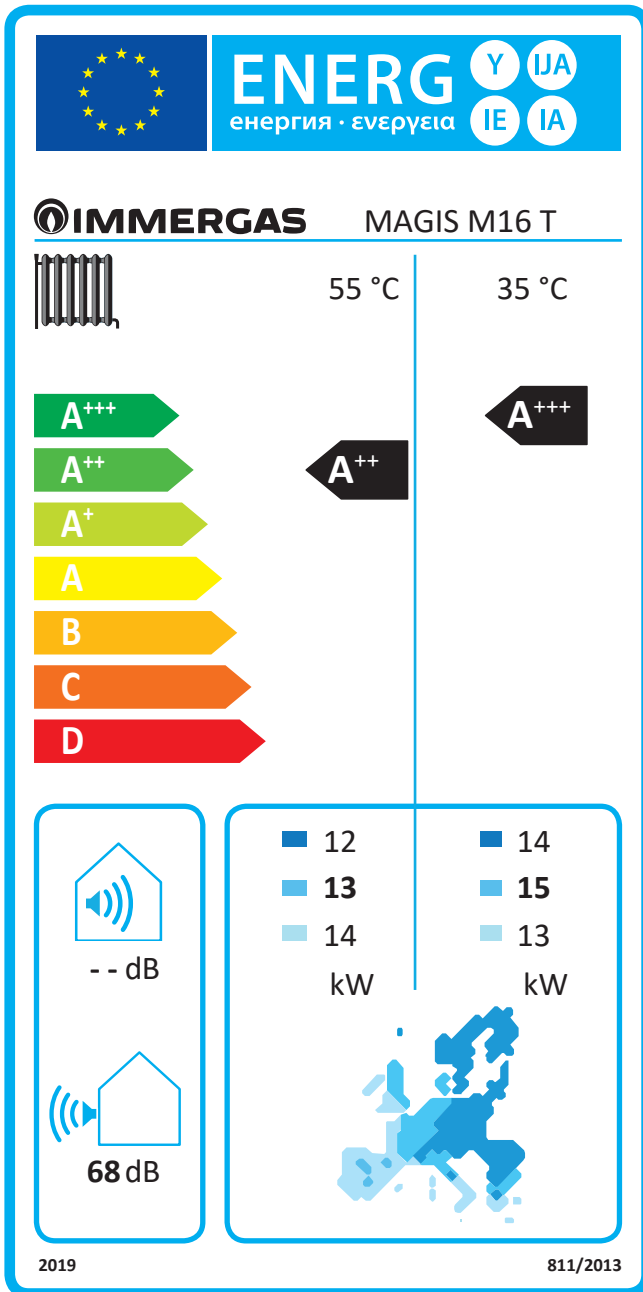 ENERG Y IJA
енергия · ενεργεια IE IA
IMMERGAS MAGIS M16 T
55 °C 35 °C
A+++ A+++
A++ A++
A+
A
B
C
D
12 14
13 15
14 13
kW kW
- - dB
68 dB
2019 811/2013